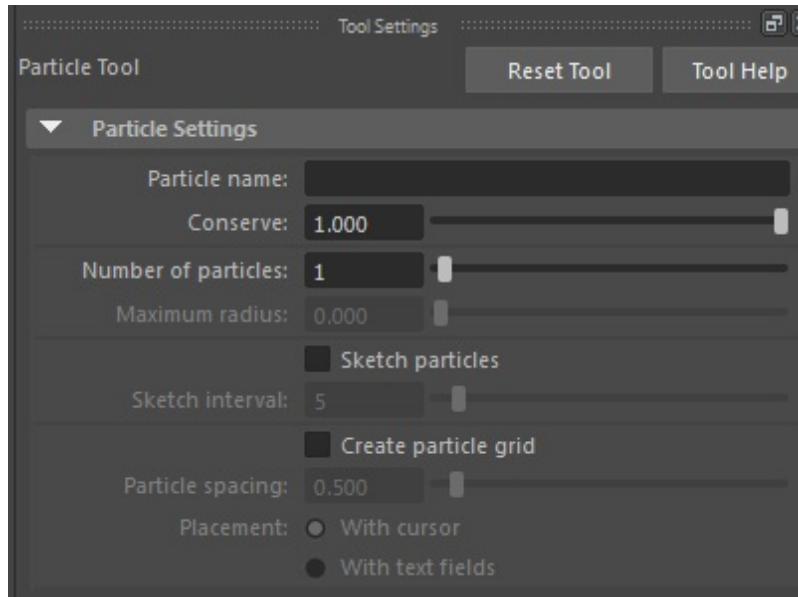 Tool Settings
Particle Tool Reset Tool Tool Help
Particle Settings
Particle name:
Conserve: 1.000
Number of particles: 1
Maximum radius: 0.000
Sketch particles
Sketch interval: 5
Create particle grid
Particle spacing: 0.500
Placement: With cursor
With text fields